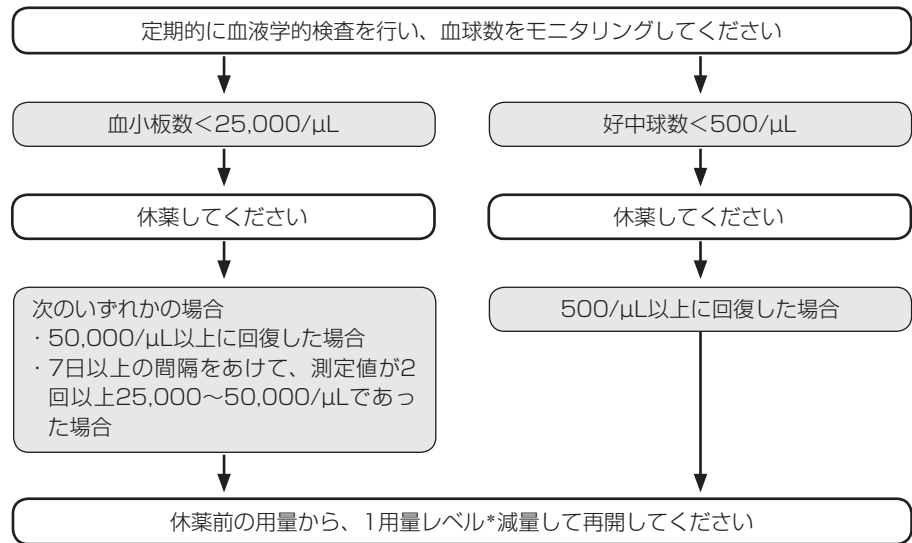 定期的に血液学的検査を行い、血球数をモニタリングしてください
血小板数＜25,000/μL
好中球数＜500/μL
休薬してください
休薬してください
次のいずれかの場合
・50,000/μL以上に回復した場合
・7日以上の間隔をあけて、測定値が2
回以上25,000～50,000/μLであっ
た場合
500/μL以上に回復した場合
休薬前の用量から、1用量レベル*減量して再開してください